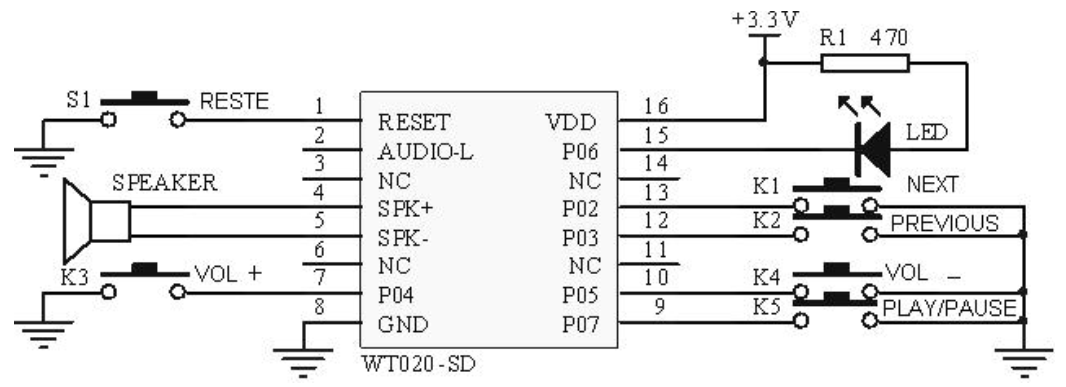 +3.3V
R1 470
S1 RESTE 1 16
RESET VDD
2 15 LED
AUDIO-L P06
3 14
SPEAKER NC NC K1 NEXT
4 13
SPK+ P02
5 12 K2 PREVIOUS
SPK- P03
6 11
NC NC
K3 VOL + 7 10 K4 VOL -
P04 P05
8 9 K5 PLAY/PAUSE
GND P07
WT020-SD